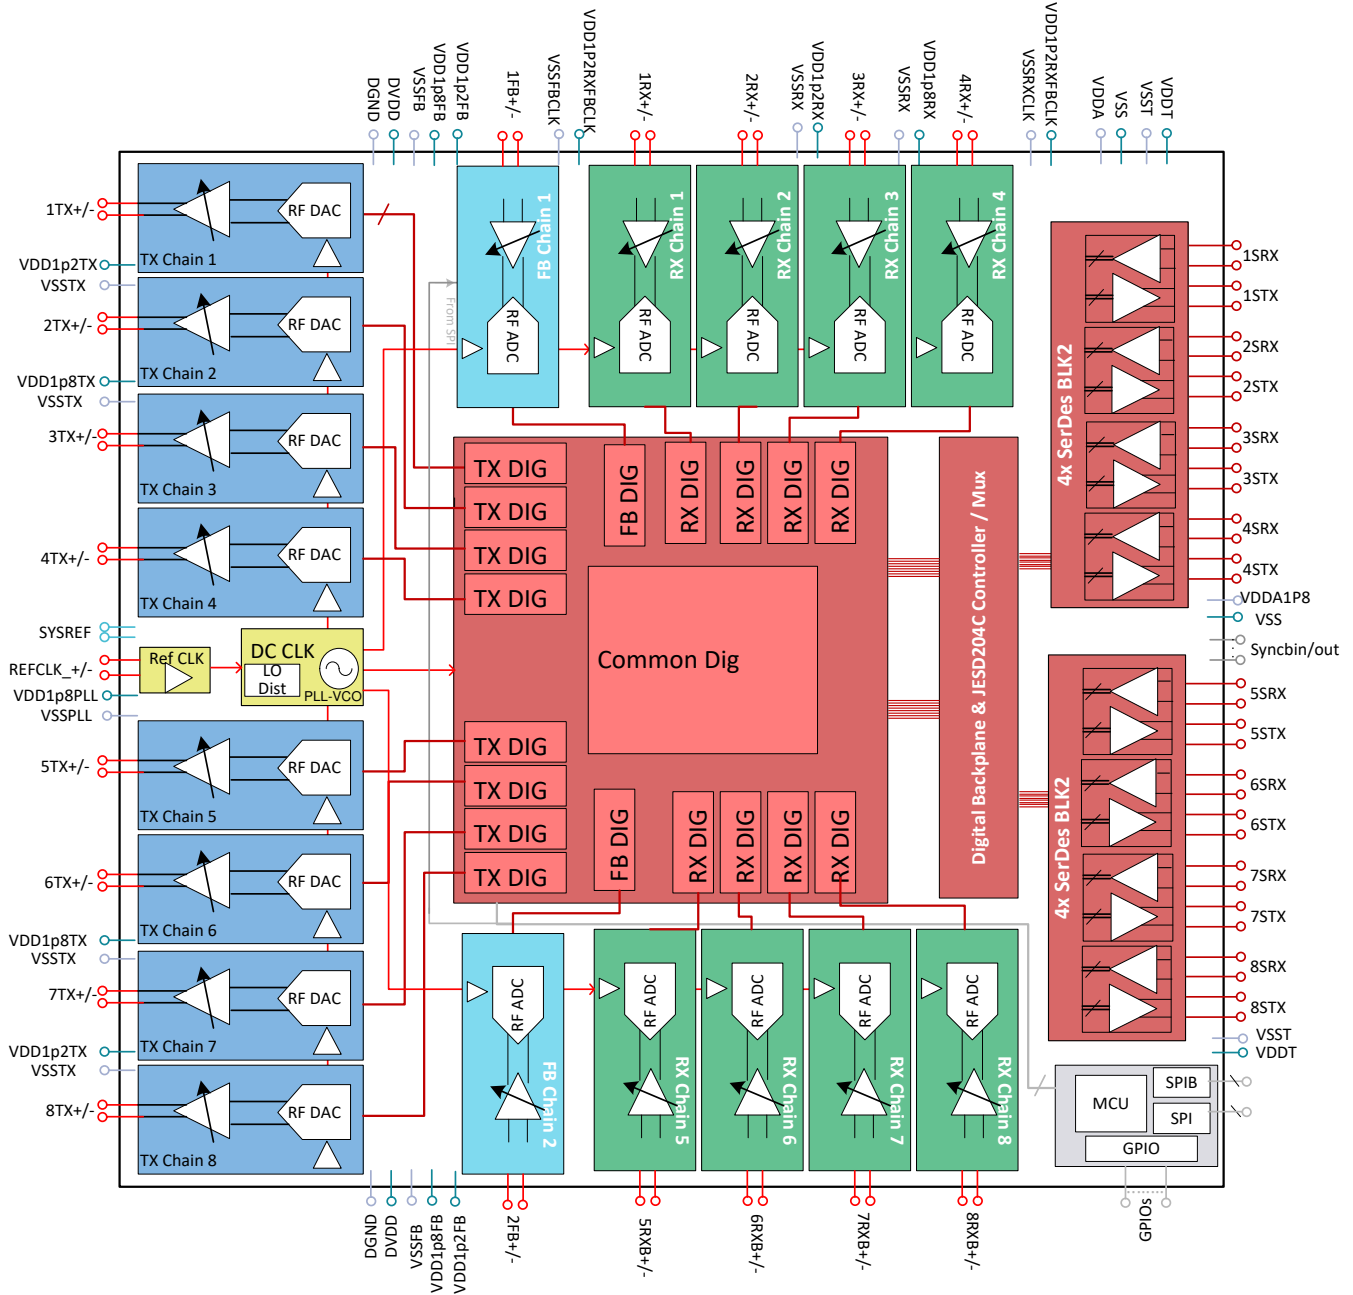 DGND
DVDD
VSSFB
VDD1p8FB
VDD1p2FB
1FB+/-
VSSFBCLK
VDD1P2RXFBCLK
1RX+/-
2RX+/-
VSSRX
VDD1p2RX
3RX+/-
VSSRX
VDD1p8RX
4RX+/-
VSSRXCLK
VDD1P2RXFBCLK
VDDA
VSS
VSST
VDDT
1TX+/-
VDD1p2TX
VSSTX
2TX+/-
VDD1p8TX
VSSTX
3TX+/-
4TX+/-
SYSREF
REFCLK_+/-
VDD1p8PLL
VSSPLL
5TX+/-
6TX+/-
VDD1p8TX
VSSTX
7TX+/-
VDD1p2TX
VSSTX
8TX+/-
RF DAC
TX Chain 1
RF DAC
TX Chain 2
RF DAC
TX Chain 3
RF DAC
TX Chain 4
Ref CLK
DC CLK
LO
Dist
PLL-VCO
RF DAC
TX Chain 5
RF DAC
TX Chain 6
RF DAC
TX Chain 7
RF DAC
TX Chain 8
FB Chain 1
RF ADC
From SPI
RX Chain 1
RF ADC
RX Chain 2
RF ADC
RX Chain 3
RF ADC
RX Chain 4
RF ADC
TX DIG
TX DIG
TX DIG
TX DIG
FB DIG
RX DIG
RX DIG
RX DIG
RX DIG
Common Dig
TX DIG
TX DIG
TX DIG
TX DIG
FB DIG
RX DIG
RX DIG
RX DIG
RX DIG
Digital Backplane & JESD204C Controller / Mux
4x SerDes BLK2
4x SerDes BLK2
RF ADC
FB Chain 2
RF ADC
RX Chain 5
RF ADC
RX Chain 6
RF ADC
RX Chain 7
RF ADC
RX Chain 8
1SRX
1STX
2SRX
2STX
3SRX
3STX
4SRX
4STX
VDDA1P8
VSS
Syncbin/out
5SRX
5STX
6SRX
6STX
7SRX
7STX
8SRX
8STX
VSST
VDDT
MCU
SPIB
SPI
GPIO
GPIOs
DGND
DVDD
VSSFB
VDD1p8FB
VDD1p2FB
2FB+/-
5RXB+/-
6RXB+/-
7RXB+/-
8RXB+/-